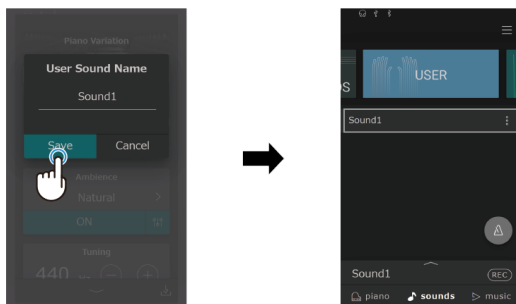 Piano Variation
User Sound Name
Sound1
Save Cancel
Ambience
Natural
ON
Tuning
440
S
USER
Sound1
Sound1
REC
piano sounds music